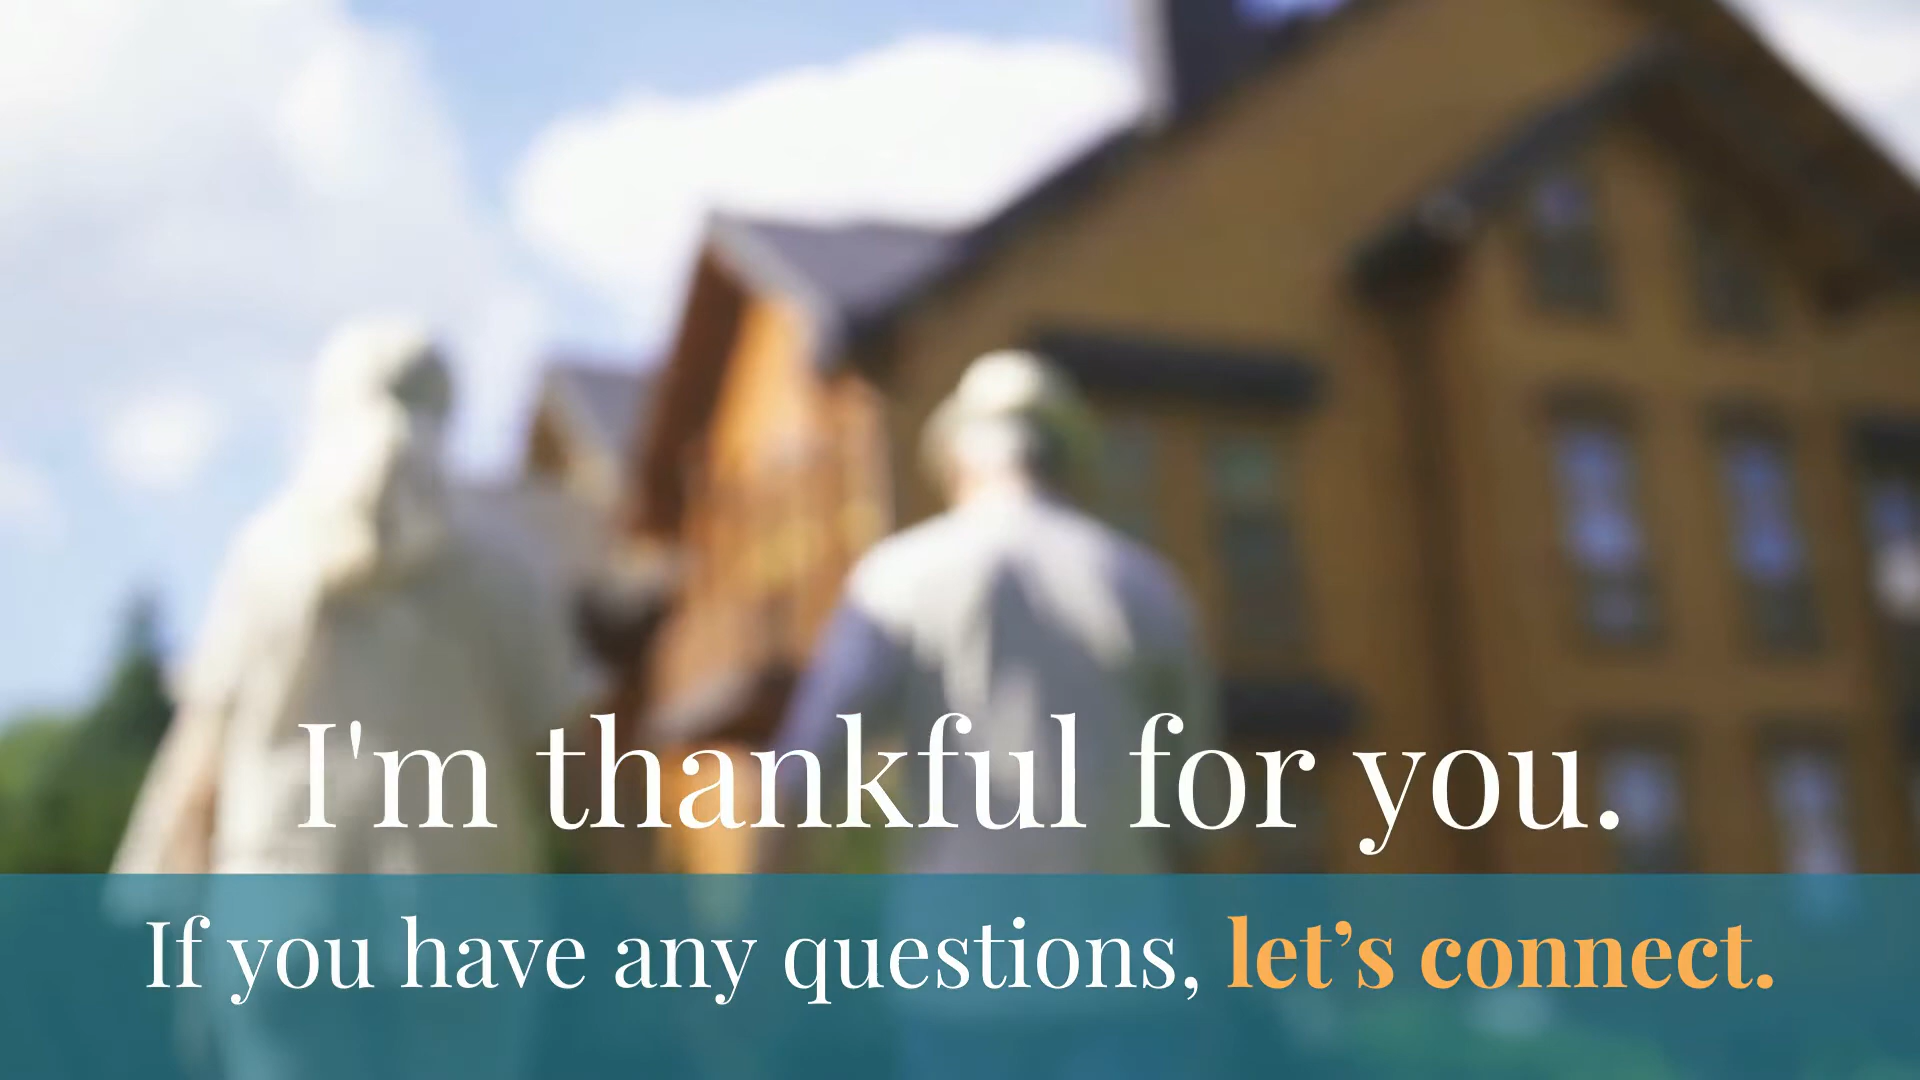 I'm thankful for you.
If you have any questions, let’s connect.